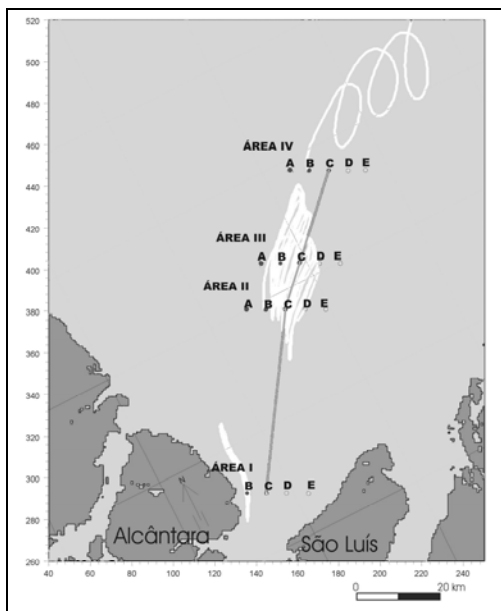 520
500
480
460
ÁREA IV
A B C D E
440
420
ÁREA III
A B C D E
400
ÁREA II
A B C D E
380
360
340
320
300
ÁREA I
B C D E
N
280
Alcântara
São Luís
260
40 60 80 100 120 140 160 180 200 220 240
0 20 km